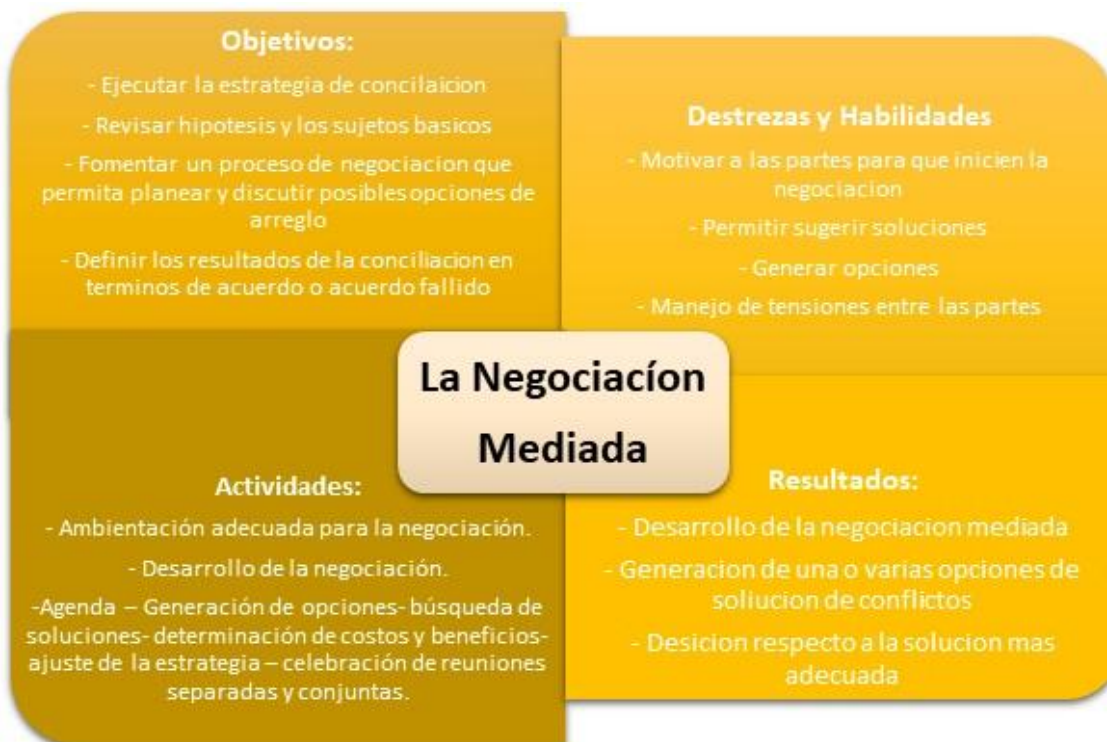 Objetivos:
- Ejecutar la estrategia de concilaicion
- Revisar hipotesis y los sujetos basicos
- Fomentar un proceso de negociacion que
permita planear y discutir posibles opciones de
arreglo
- Definir los resultados de la conciliacion en
terminos de acuerdo o acuerdo fallido
Destrezas y Habilidades
- Motivar a las partes para que inicien la
negociacion
- Permitir sugerir soluciones
- Generar opciones
- Manejo de tensiones entre las partes
La Negociacíon
Mediada
Actividades:
- Ambientación adecuada para la negociación.
- Desarrollo de la negociación.
-Agenda – Generación de opciones- búsqueda de
soluciones- determinación de costos y beneficios-
ajuste de la estrategia – celebración de reuniones
separadas y conjuntas.
Resultados:
- Desarrollo de la negociacion mediada
- Generacion de una o varias opciones de
soliucion de conflictos
- Desicion respecto a la solucion mas
adecuada